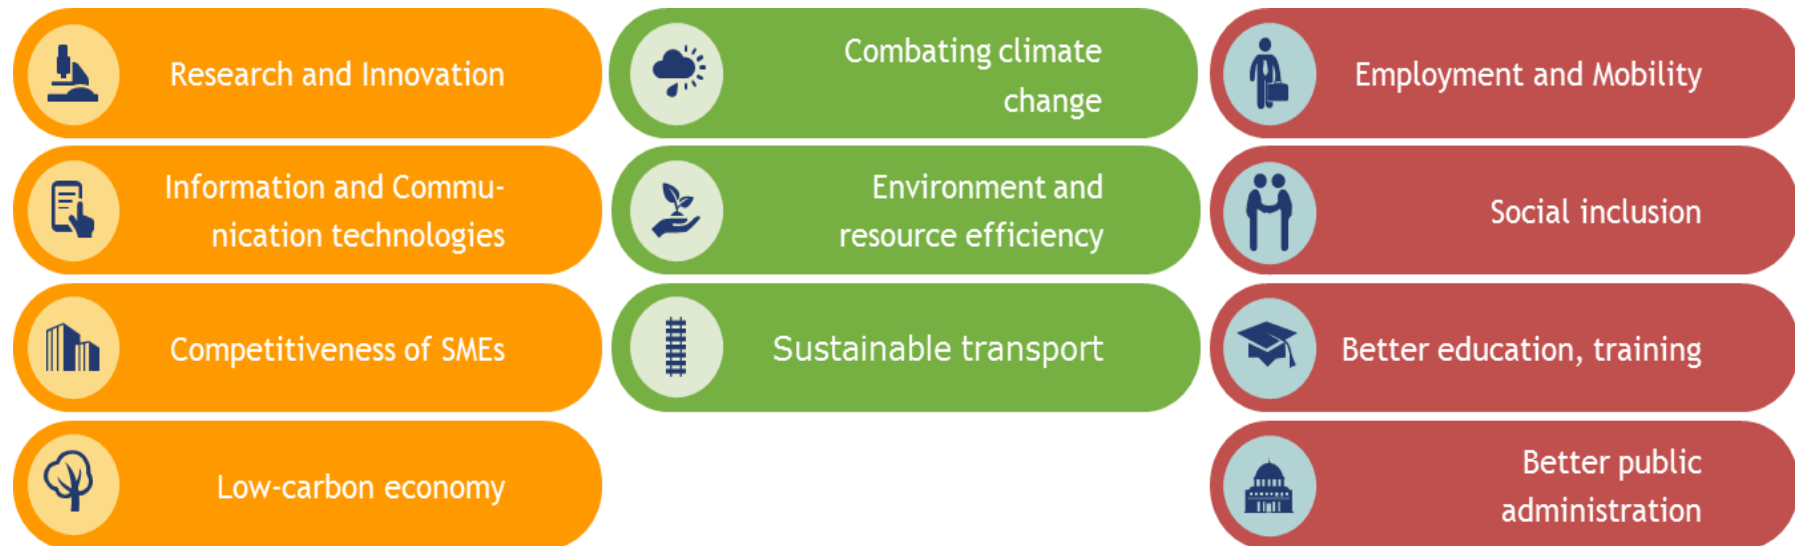 Research and Innovation
Information and Commu-
nication technologies
Competitiveness of SMEs
Low-carbon economy
Combating climate
change
Environment and
resource efficiency
Sustainable transport
Employment and Mobility
Social inclusion
Better education, training
Better public
administration